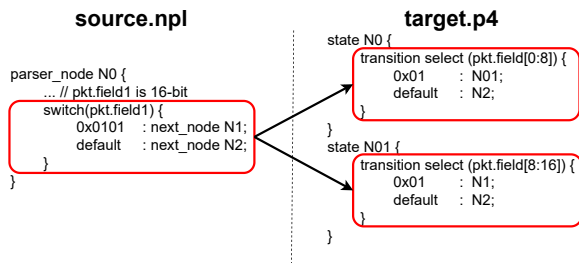 source.npl
parser_node N0 {
... // pkt.field1 is 16-bit
switch(pkt.field1) {
0x0101 : next_node N1;
default : next_node N2;
}
}
target.p4
state N0 {
transition select (pkt.field[0:8]) {
0x01 : N01;
default : N2;
}
}
state N01 {
transition select (pkt.field[8:16]) {
0x01 : N1;
default : N2;
}
}